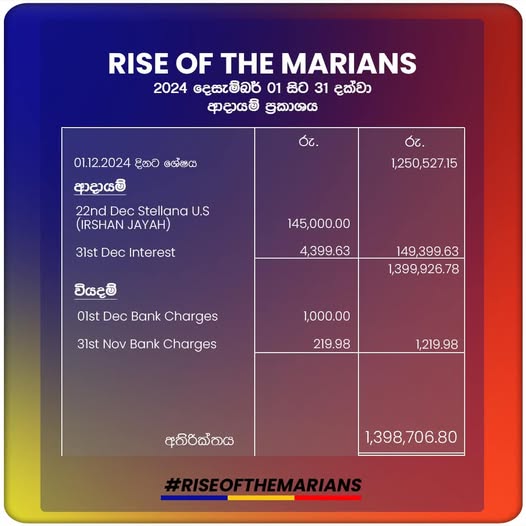 RISE OF THE MARIANS
2024 දෙසැම්බර් 01 සිට 31 දක්වා
ආදායම් ප්‍රකාශය
රු. රු.
01.12.2024 දිනට ශේෂය 1,250,527.15
ආදායම්
22nd Dec Stellana U.S
(IRSHAN JAYAH) 145,000.00
31st Dec Interest 4,399.63 149,399.63
1,399,926.78
වියදම්
01st Dec Bank Charges 1,000.00
31st Nov Bank Charges 219.98 1,219.98
අතිරික්තය 1,398,706.80
#RISEOFTHEMARIANS